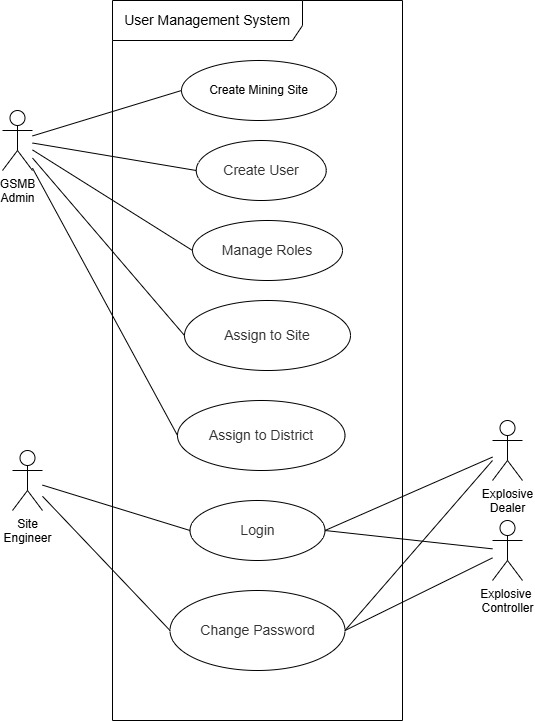 User Management System
Create Mining Site
GSMB
Admin
Create User
Manage Roles
Assign to Site
Assign to District
Site
Engineer
Login
Explosive
Dealer
Explosive
Controller
Change Password